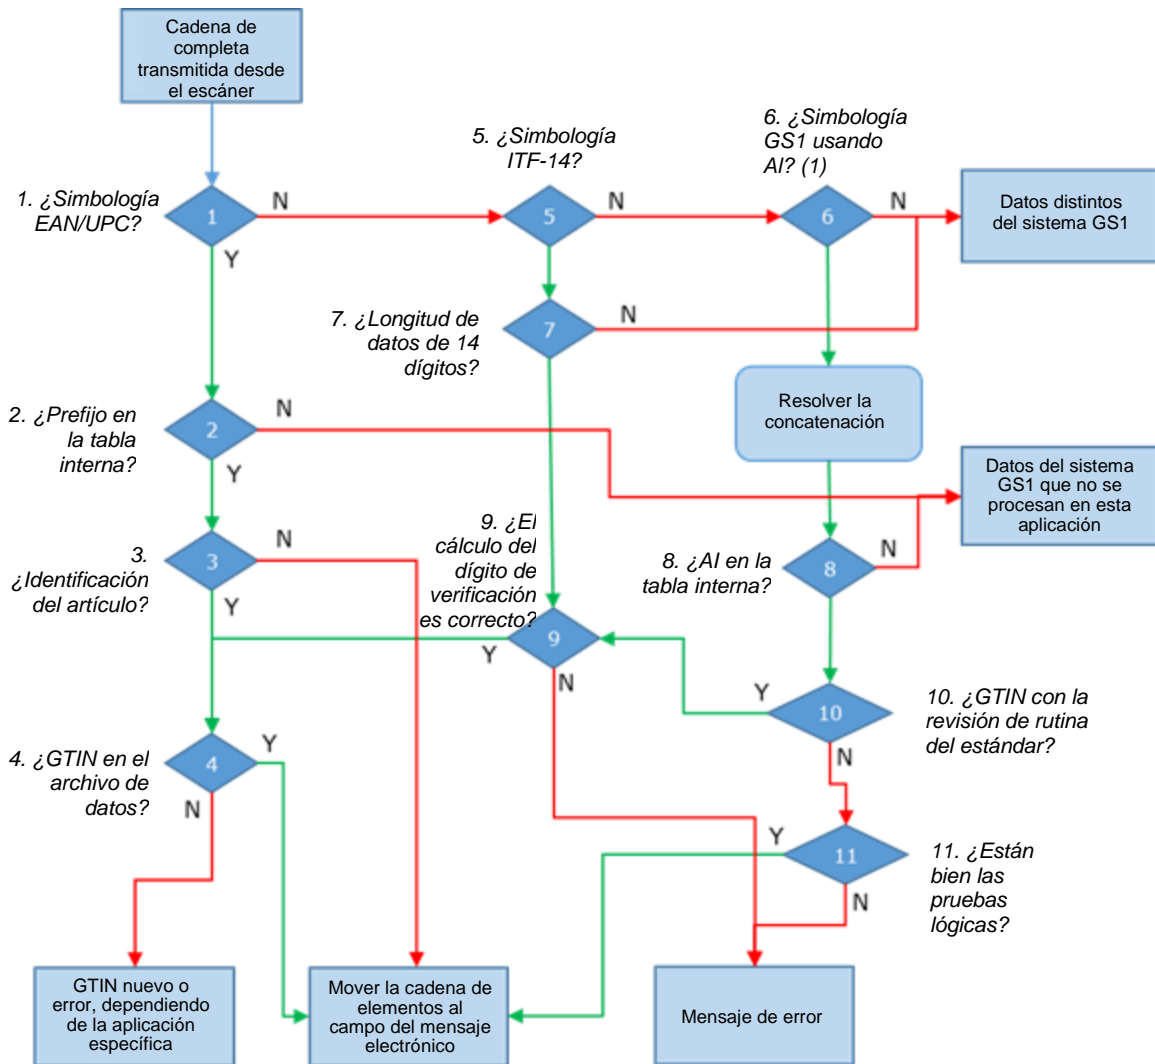 Cadena de
completa
transmitida desde
el escáner
5. ¿Simbología
ITF-14?
6. ¿Simbología
GS1 usando
AI? (1)
1. ¿Simbología
EAN/UPC?
1
N
Y
5
N
6
N
Datos distintos
del sistema GS1
7. ¿Longitud de
datos de 14
dígitos?
7
N
Resolver la
concatenación
2. ¿Prefijo en
la tabla
interna?
2
N
Y
Datos del sistema
GS1 que no se
procesan en esta
aplicación
3.
¿Identificación
del artículo?
3
N
Y
9. ¿El
cálculo del
dígito de
verificación
es correcto?
9
Y
N
8. ¿AI en la
tabla interna?
8
N
10. ¿GTIN con la
revisión de rutina
del estándar?
10
Y
N
4. ¿GTIN en el
archivo de
datos?
4
Y
N
11. ¿Están
bien las
pruebas
lógicas?
11
Y
N
GTIN nuevo o
error, dependiendo
de la aplicación
específica
Mover la cadena de
elementos al
campo del mensaje
electrónico
Mensaje de error